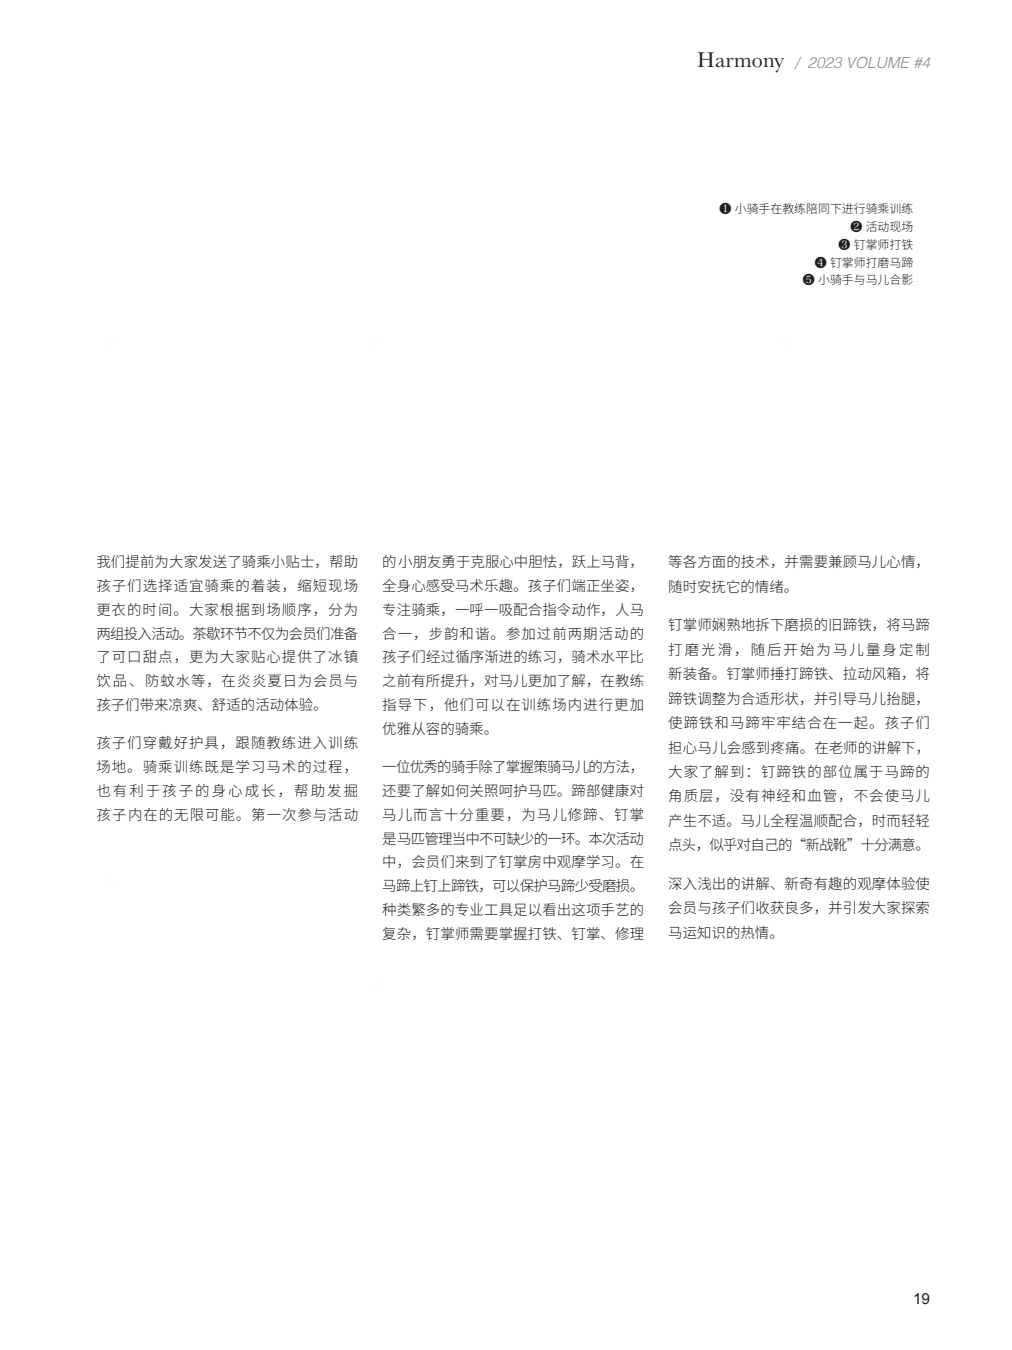 Harmony / 2023 VOLUME #4
❶ 小骑手在教练陪同下进行骑乘训练
❷ 活动现场
❸ 钉掌师打铁
❹ 钉掌师打磨马蹄
❺ 小骑手与马儿合影
我们提前为大家发送了骑乘小贴士，帮助
孩子们选择适宜骑乘的着装，缩短现场
更衣的时间。大家根据到场顺序，分为
两组投入活动。茶歇环节不仅为会员们准备
了可口甜点，更为大家贴心提供了冰镇
饮品、防蚊水等，在炎炎夏日为会员与
孩子们带来凉爽、舒适的活动体验。
孩子们穿戴好护具，跟随教练进入训练
场地。骑乘训练既是学习马术的过程，
也有利于孩子的身心成长，帮助发掘
孩子内在的无限可能。第一次参与活动
的小朋友勇于克服心中胆怯，跃上马背，
全身心感受马术乐趣。孩子们端正坐姿，
专注骑乘，一呼一吸配合指令动作，人马
合一，步韵和谐。参加过前两期活动的
孩子们经过循序渐进的练习，骑术水平比
之前有所提升，对马儿更加了解，在教练
指导下，他们可以在训练场内进行更加
优雅从容的骑乘。
一位优秀的骑手除了掌握策骑马儿的方法，
还要了解如何关照呵护马匹。蹄部健康对
马儿而言十分重要，为马儿修蹄、钉掌
是马匹管理当中不可缺少的一环。本次活动
中，会员们来到了钉掌房中观摩学习。在
马蹄上钉上蹄铁，可以保护马蹄少受磨损。
种类繁多的专业工具足以看出这项手艺的
复杂，钉掌师需要掌握打铁、钉掌、修理
等各方面的技术，并需要兼顾马儿心情，
随时安抚它的情绪。
钉掌师娴熟地拆下磨损的旧蹄铁，将马蹄
打磨光滑，随后开始为马儿量身定制
新装备。钉掌师捶打蹄铁、拉动风箱，将
蹄铁调整为合适形状，并引导马儿抬腿，
使蹄铁和马蹄牢牢结合在一起。孩子们
担心马儿会感到疼痛。在老师的讲解下，
大家了解到：钉蹄铁的部位属于马蹄的
角质层，没有神经和血管，不会使马儿
产生不适。马儿全程温顺配合，时而轻轻
点头，似乎对自己的“新战靴”十分满意。
深入浅出的讲解、新奇有趣的观摩体验使
会员与孩子们收获良多，并引发大家探索
马运知识的热情。
19